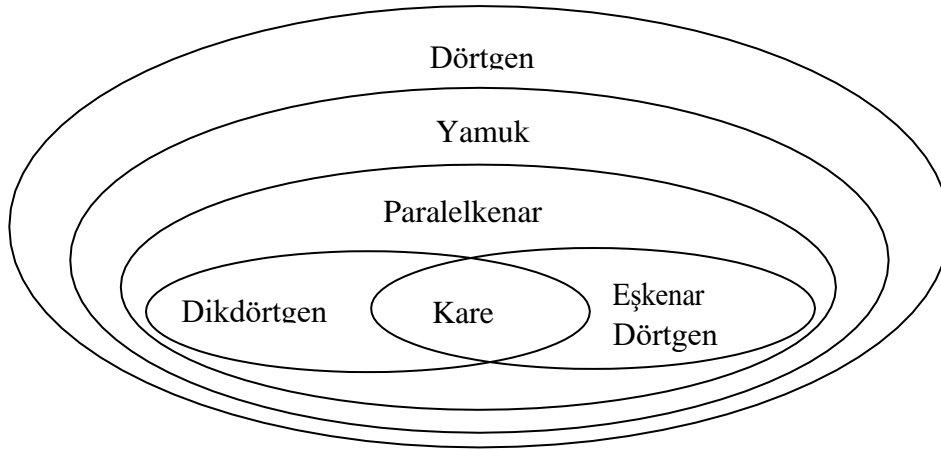 Dörtgen
Yamuk
Paralelkenar
Dikdörtgen
Kare
Eşkenar
Dörtgen